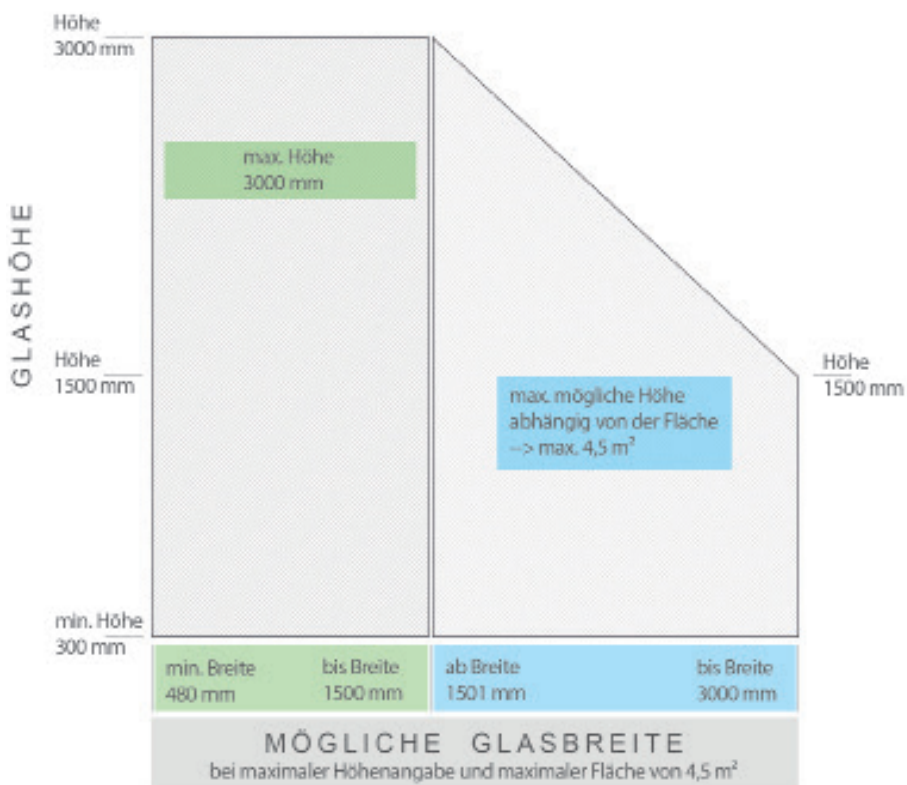 Höhe
3000 mm
max. Höhe
3000 mm
GLASHÖHE
Höhe
1500 mm
Höhe
1500 mm
max. mögliche Höhe
abhängig von der Fläche
--> max. 4,5 m²
min. Höhe
300 mm
min. Breite
480 mm
bis Breite
1500 mm
ab Breite
1501 mm
bis Breite
3000 mm
MÖGLICHE GLASBREITE
bei maximaler Höhenangabe und maximaler Fläche von 4,5 m²